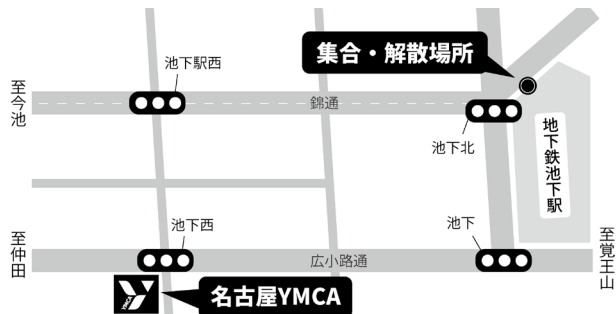 集合・解散場所
池下駅西
至今池
錦通
池下北
地下鉄池下駅
池下西
池下
至仲田
広小路通
至覚王山
YMCA
名古屋YMCA